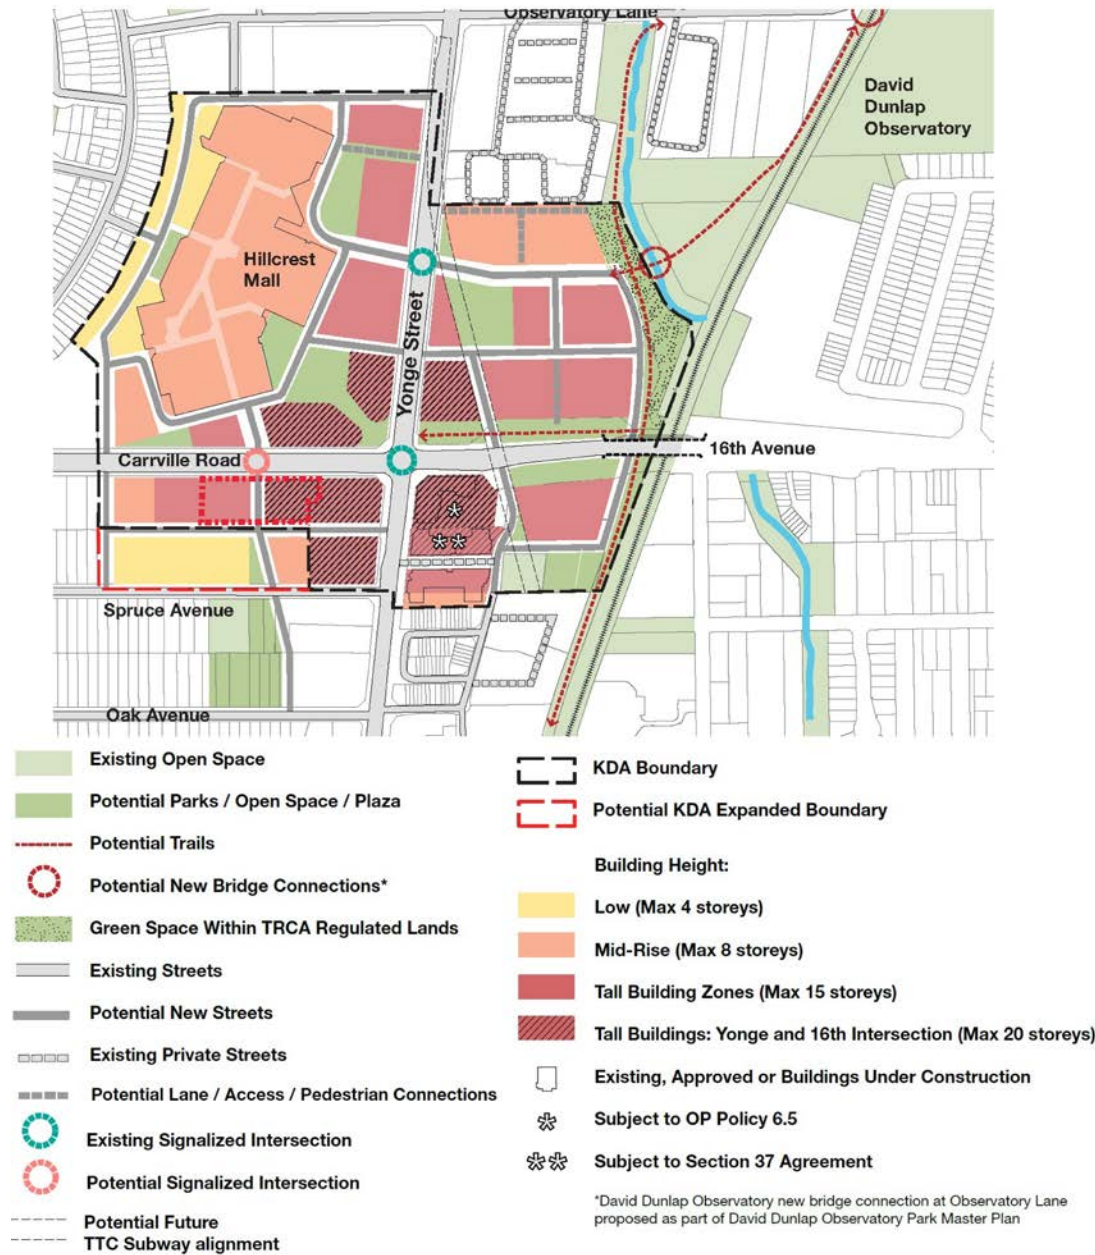 Observatory Lane
David
Dunlap
Observatory
Hillcrest
Mall
Yonge Street
Carrville Road
16th Avenue
*
**
Spruce Avenue
Oak Avenue
Existing Open Space
Potential Parks / Open Space / Plaza
Potential Trails
Potential New Bridge Connections*
Green Space Within TRCA Regulated Lands
Existing Streets
Potential New Streets
Existing Private Streets
Potential Lane / Access / Pedestrian Connections
Existing Signalized Intersection
Potential Signalized Intersection
Potential Future
TTC Subway alignment
KDA Boundary
Potential KDA Expanded Boundary
Building Height:
Low (Max 4 storeys)
Mid-Rise (Max 8 storeys)
Tall Building Zones (Max 15 storeys)
Tall Buildings: Yonge and 16th Intersection (Max 20 storeys)
Existing, Approved or Buildings Under Construction
* Subject to OP Policy 6.5
** Subject to Section 37 Agreement
*David Dunlap Observatory new bridge connection at Observatory Lane
proposed as part of David Dunlap Observatory Park Master Plan